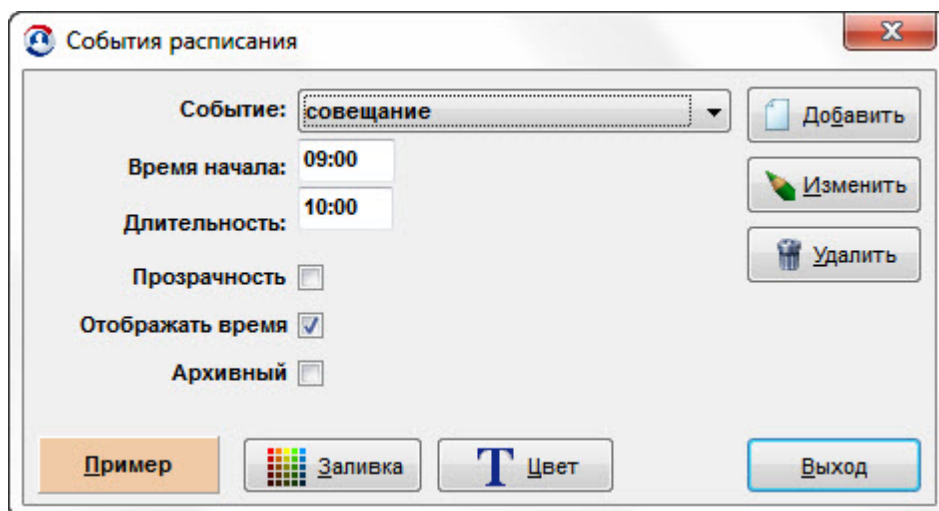 События расписания
Событие: совещание
Добавить
Время начала: 09:00
Изменить
Длительность: 10:00
Удалить
Прозрачность
Отображать время
Архивный
Пример
Заливка
T Цвет
Выход